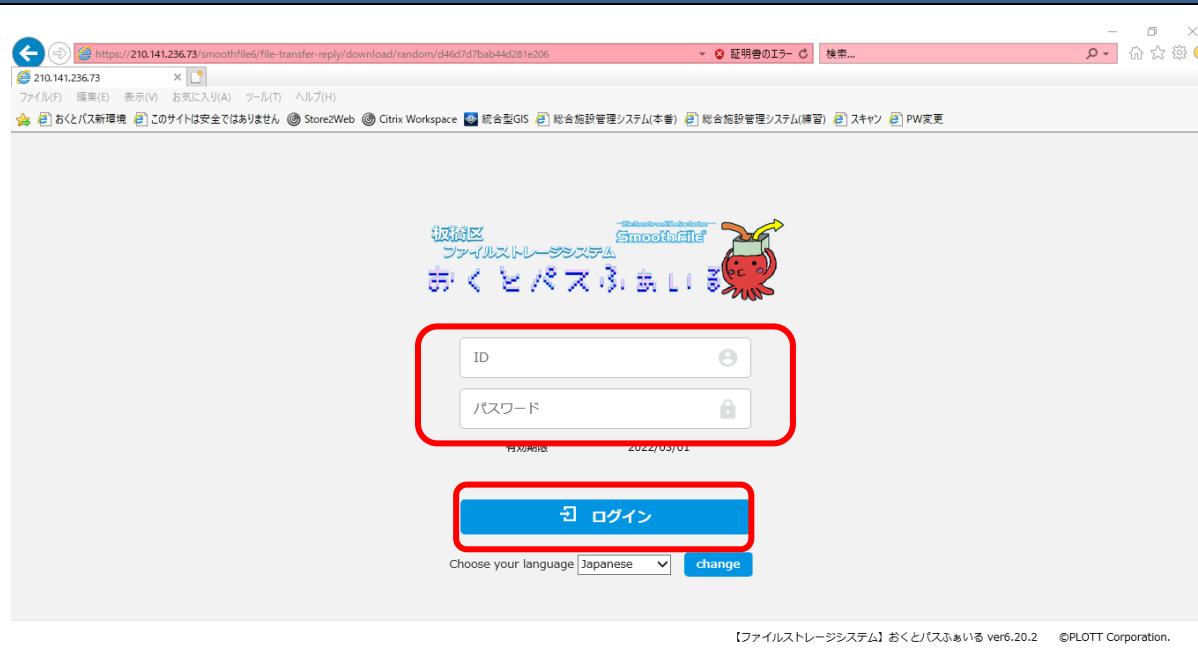 https://210.141.236.73/smoothfile6/file-transfer-reply/download/random/d46d7d7bab44d281e206
証明書のエラー
検索...
210.141.236.73
ファイル(F) 編集(E) 表示(V) お気に入り(A) ツール(T) ヘルプ(H)
おくとパス新環境 このサイトは安全ではありません Store2Web Citrix Workspace 統合型GIS 総合施設管理システム(本番) 総合施設管理システム(練習) スキャン PW変更
板橋区
SmoothFile
ファイルストレージシステム
おくとパスふぁいる
ID
パスワード
有効期限 2022/03/01
ログイン
Choose your language Japanese change
【ファイルストレージシステム】おくとパスふぁいる ver6.20.2 ©PLOTT Corporation.